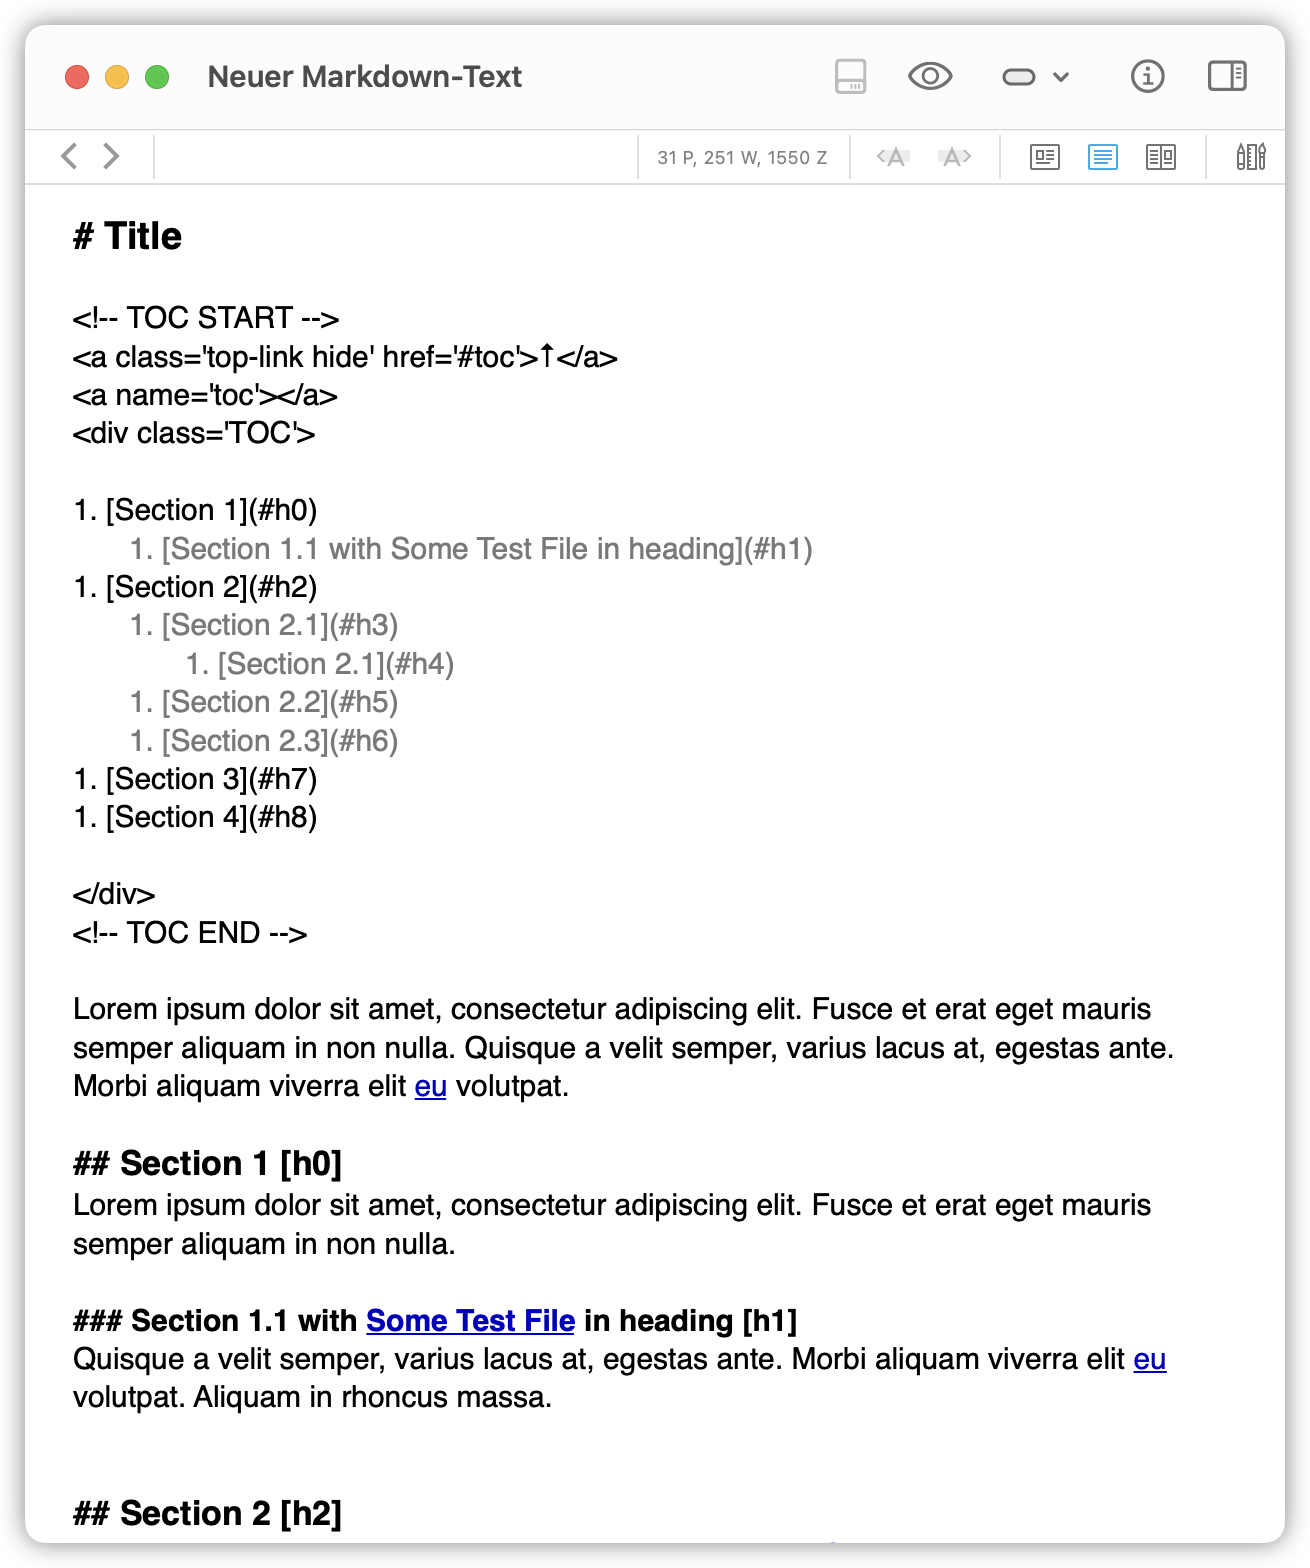 Neuer Markdown-Text
31 P, 251 W, 1550 Z
# Title
<!-- TOC START -->
<a class='top-link hide' href='#toc'>↑</a>
<a name='toc'></a>
<div class='TOC'>
1. [Section 1](#h0)
1. [Section 1.1 with Some Test File in heading](#h1)
1. [Section 2](#h2)
1. [Section 2.1](#h3)
1. [Section 2.1](#h4)
1. [Section 2.2](#h5)
1. [Section 2.3](#h6)
1. [Section 3](#h7)
1. [Section 4](#h8)
</div>
<!-- TOC END -->
Lorem ipsum dolor sit amet, consectetur adipiscing elit. Fusce et erat eget mauris
semper aliquam in non nulla. Quisque a velit semper, varius lacus at, egestas ante.
Morbi aliquam viverra elit eu volutpat.
## Section 1 [h0]
Lorem ipsum dolor sit amet, consectetur adipiscing elit. Fusce et erat eget mauris
semper aliquam in non nulla.
### Section 1.1 with Some Test File in heading [h1]
Quisque a velit semper, varius lacus at, egestas ante. Morbi aliquam viverra elit eu
volutpat. Aliquam in rhoncus massa.
## Section 2 [h2]